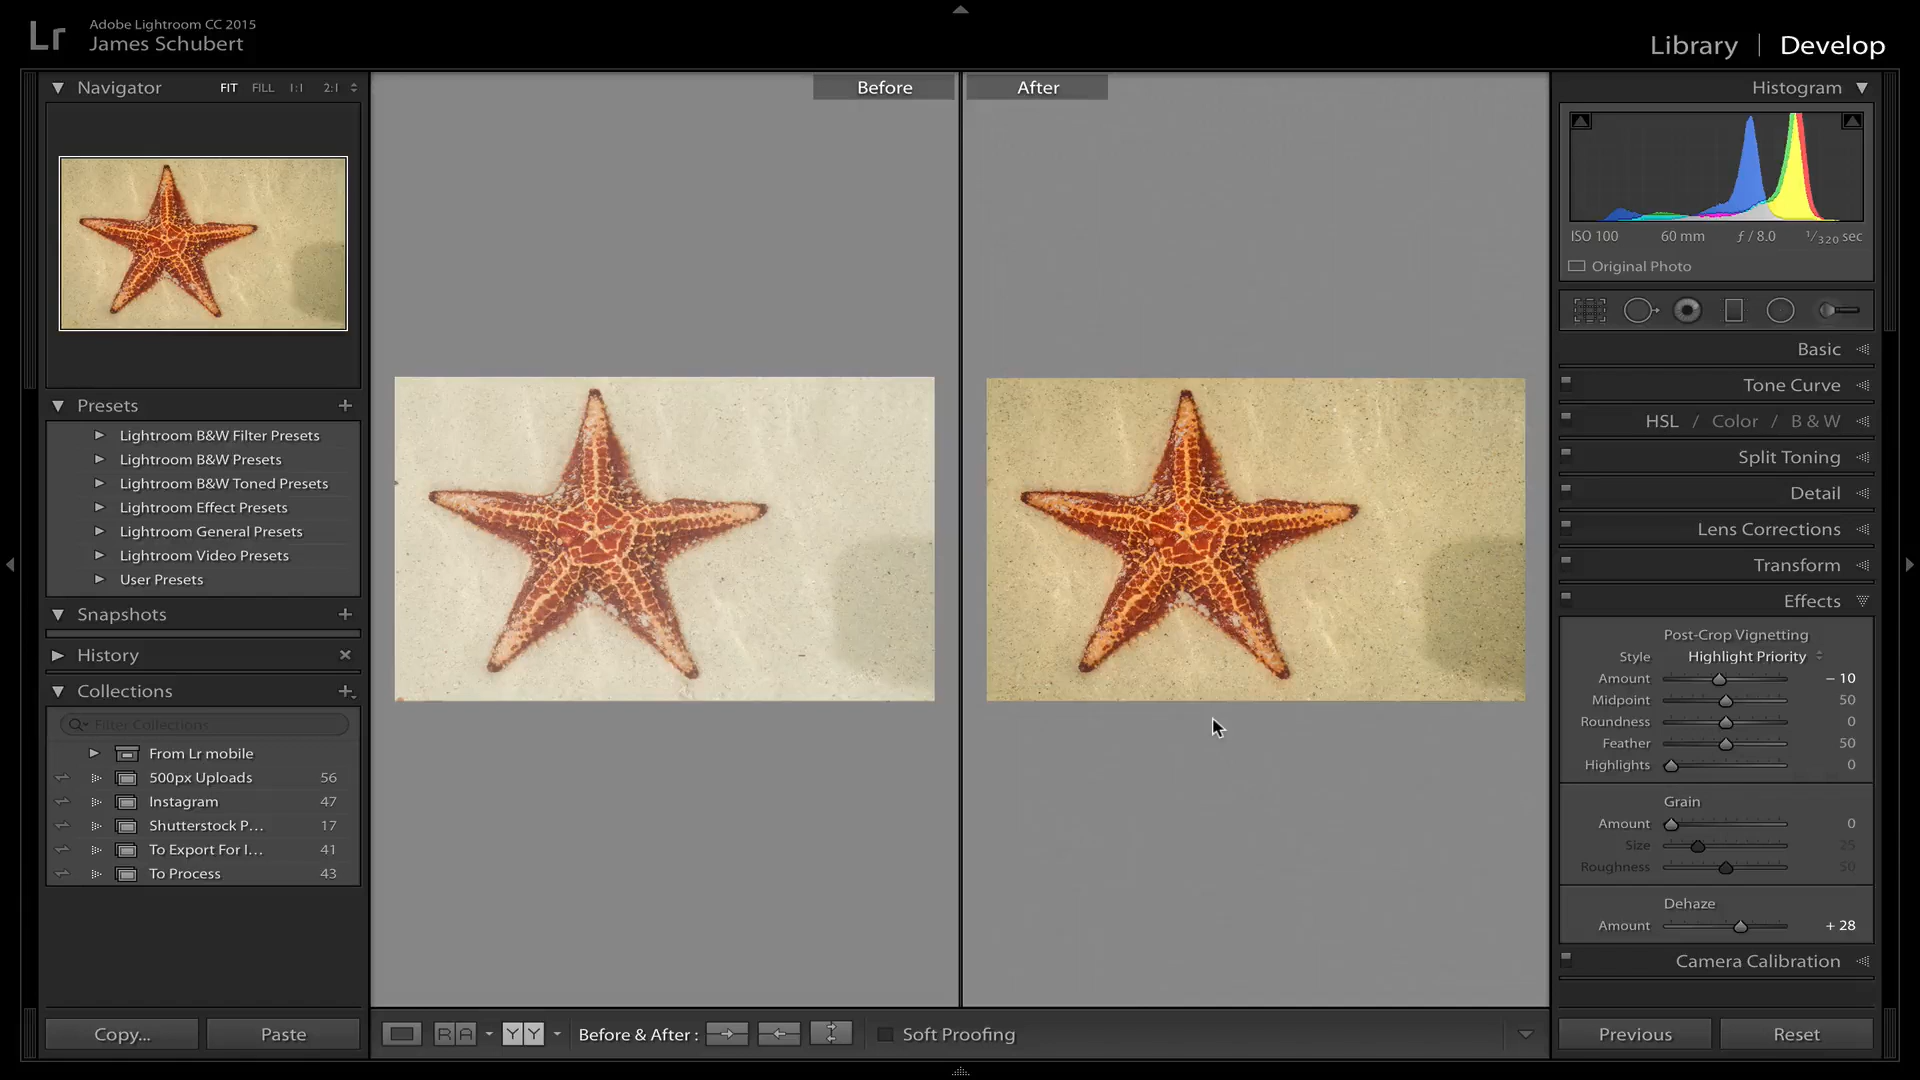 Lr
Adobe Lightroom CC 2015
James Schubert
Library | Develop
Navigator FIT FILL 1:1 2:1
Presets
Lightroom B&W Filter Presets
Lightroom B&W Presets
Lightroom B&W Toned Presets
Lightroom Effect Presets
Lightroom General Presets
Lightroom Video Presets
User Presets
Snapshots
History
Collections
Filter Collections
From Lr mobile
500px Uploads 56
Instagram 47
Shutterstock P... 17
To Export For I... 41
To Process 43
Copy... Paste
Before After
R A Y Y Before & After : Soft Proofing
Histogram
ISO 100 60 mm ƒ / 8.0 1/320 sec
Original Photo
Basic
Tone Curve
HSL / Color / B & W
Split Toning
Detail
Lens Corrections
Transform
Effects
Post-Crop Vignetting
Style Highlight Priority
Amount – 10
Midpoint 50
Roundness 0
Feather 50
Highlights 0
Grain
Amount 0
Size 25
Roughness 50
Dehaze
Amount + 28
Camera Calibration
Previous Reset